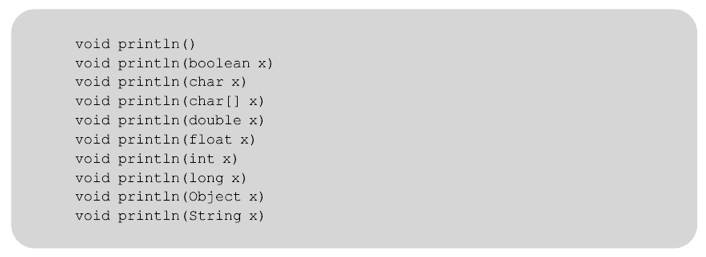 void println()
void println(boolean x)
void println(char x)
void println(char[] x)
void println(double x)
void println(float x)
void println(int x)
void println(long x)
void println(Object x)
void println(String x)